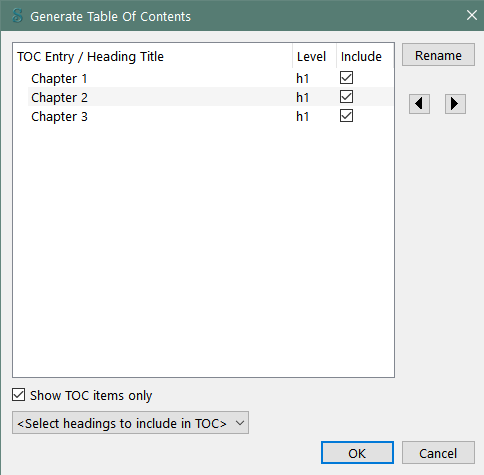 Generate Table Of Contents
TOC Entry / Heading Title Level Include
Rename
Chapter 1 h1
Chapter 2 h1
Chapter 3 h1
Show TOC items only
<Select headings to include in TOC>
OK Cancel